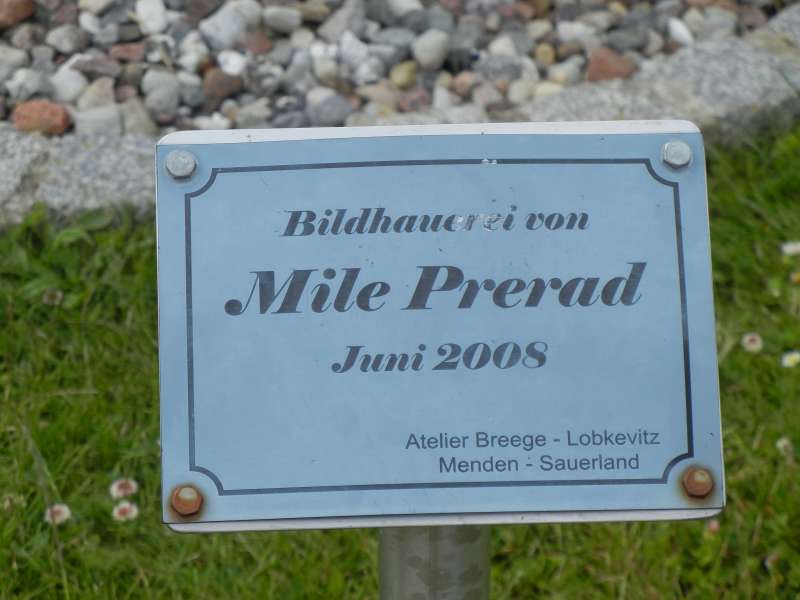 Bildhauerei von
Mile Prerad
Juni 2008
Atelier Breege - Lobkevitz
Menden - Sauerland